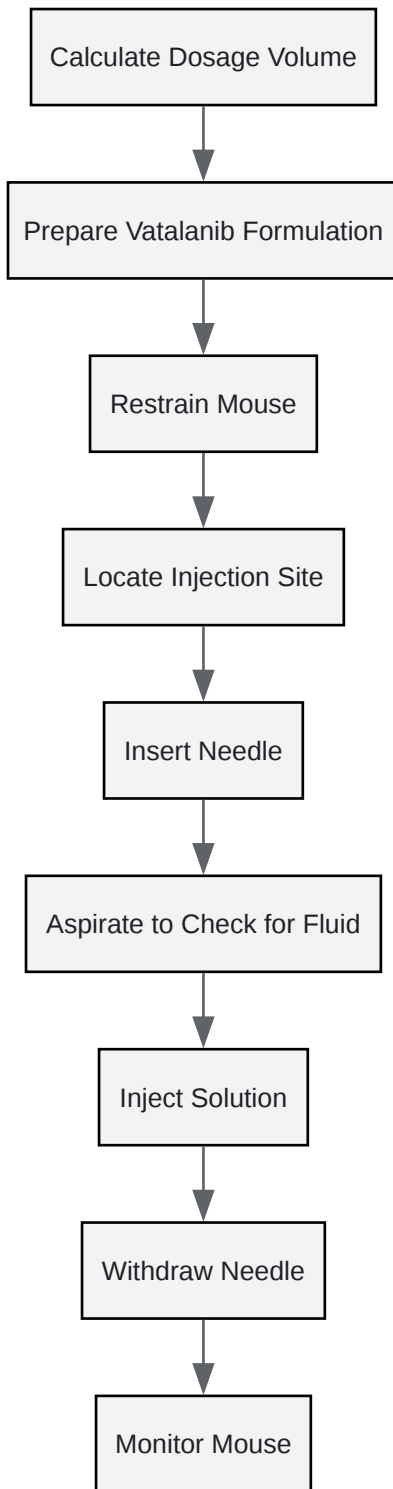 Calculate Dosage Volume
Prepare Vatalanib Formulation
Restrain Mouse
Locate Injection Site
Insert Needle
Aspirate to Check for Fluid
Inject Solution
Withdraw Needle
Monitor Mouse